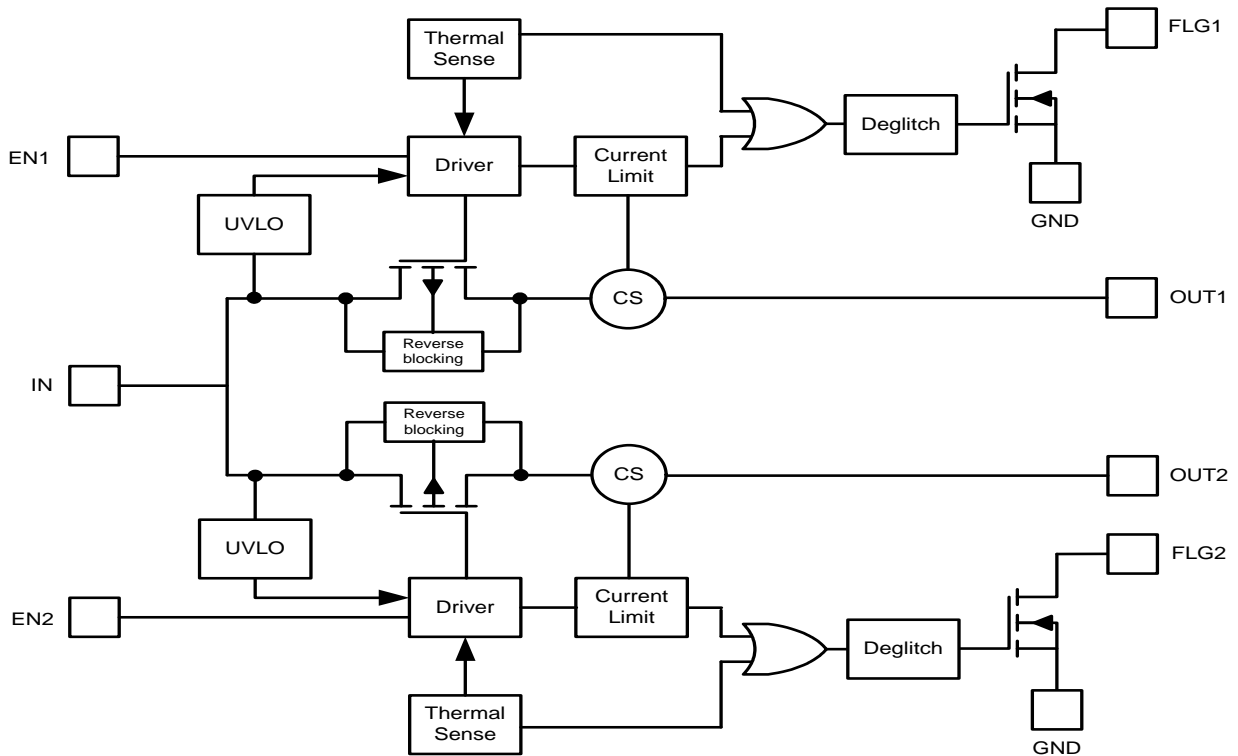 Thermal
Sense
FLG1
EN1
Driver
Current
Limit
Deglitch
UVLO
GND
CS
OUT1
Reverse
blocking
IN
Reverse
blocking
CS
OUT2
UVLO
FLG2
EN2
Driver
Current
Limit
Deglitch
Thermal
Sense
GND